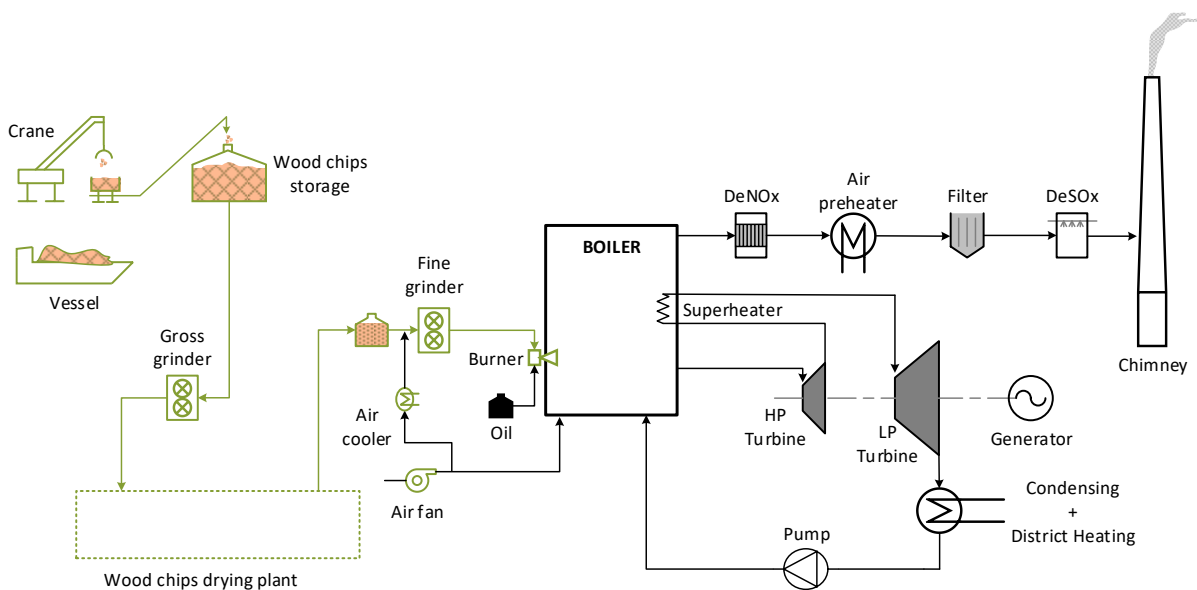 Crane
Wood chips
storage
Vessel
Gross
grinder
Wood chips drying plant
Fine
grinder
Burner
Oil
Air
cooler
Air fan
BOILER
Superheater
DeNOx
Air
preheater
Filter
DeSOx
Chimney
HP
Turbine
LP
Turbine
Generator
Condensing
+
District Heating
Pump